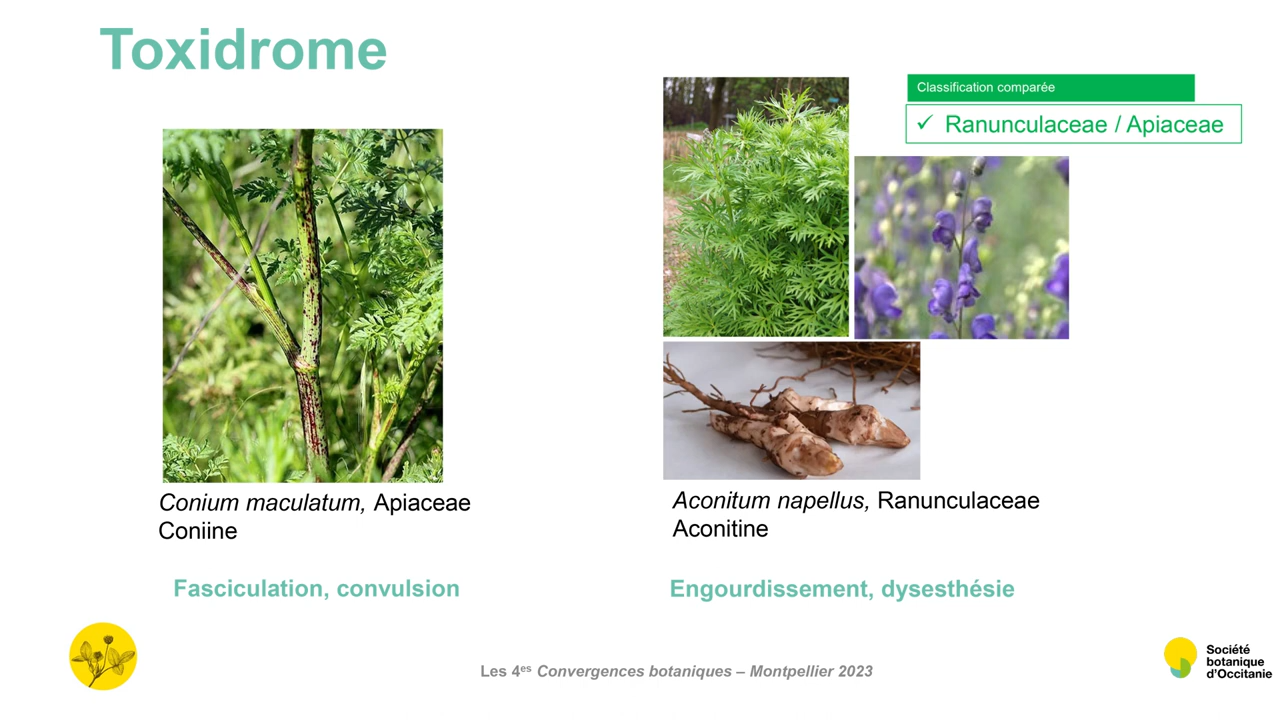 Toxidrome
Classification comparée
✓ Ranunculaceae / Apiaceae
Conium maculatum, Apiaceae
Coniine
Aconitum napellus, Ranunculaceae
Aconitine
Fasciculation, convulsion
Engourdissement, dysesthésie
Les 4es Convergences botaniques – Montpellier 2023
Société
botanique
d'Occitanie